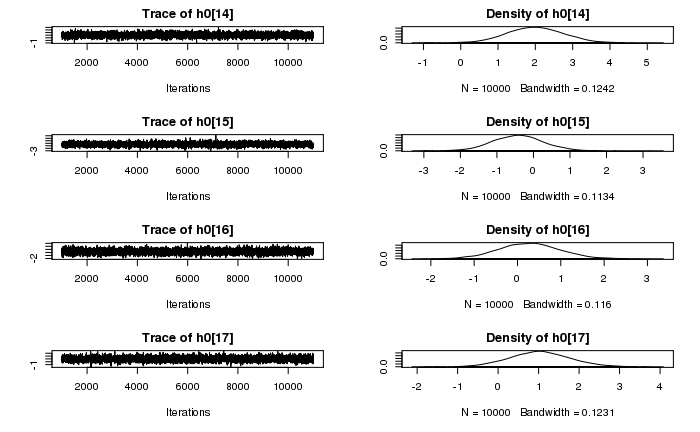 Trace of h0[14]
-1
2000 4000 6000 8000 10000
Iterations
Density of h0[14]
0.0
-1 0 1 2 3 4 5
N = 10000 Bandwidth = 0.1242
Trace of h0[15]
-3
2000 4000 6000 8000 10000
Iterations
Density of h0[15]
0.0
-3 -2 -1 0 1 2 3
N = 10000 Bandwidth = 0.1134
Trace of h0[16]
-2
2000 4000 6000 8000 10000
Iterations
Density of h0[16]
0.0
-2 -1 0 1 2 3
N = 10000 Bandwidth = 0.116
Trace of h0[17]
-1
2000 4000 6000 8000 10000
Iterations
Density of h0[17]
0.0
-2 -1 0 1 2 3 4
N = 10000 Bandwidth = 0.1231